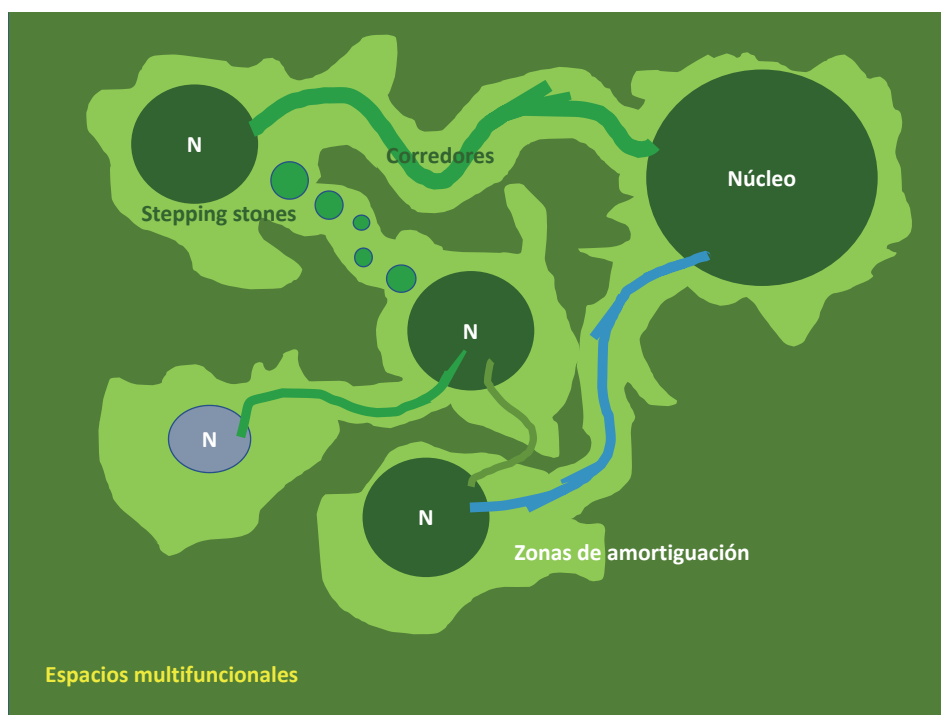 N
Núcleo
Corredores
Stepping stones
N
N
N
Zonas de amortiguación
Espacios multifuncionales